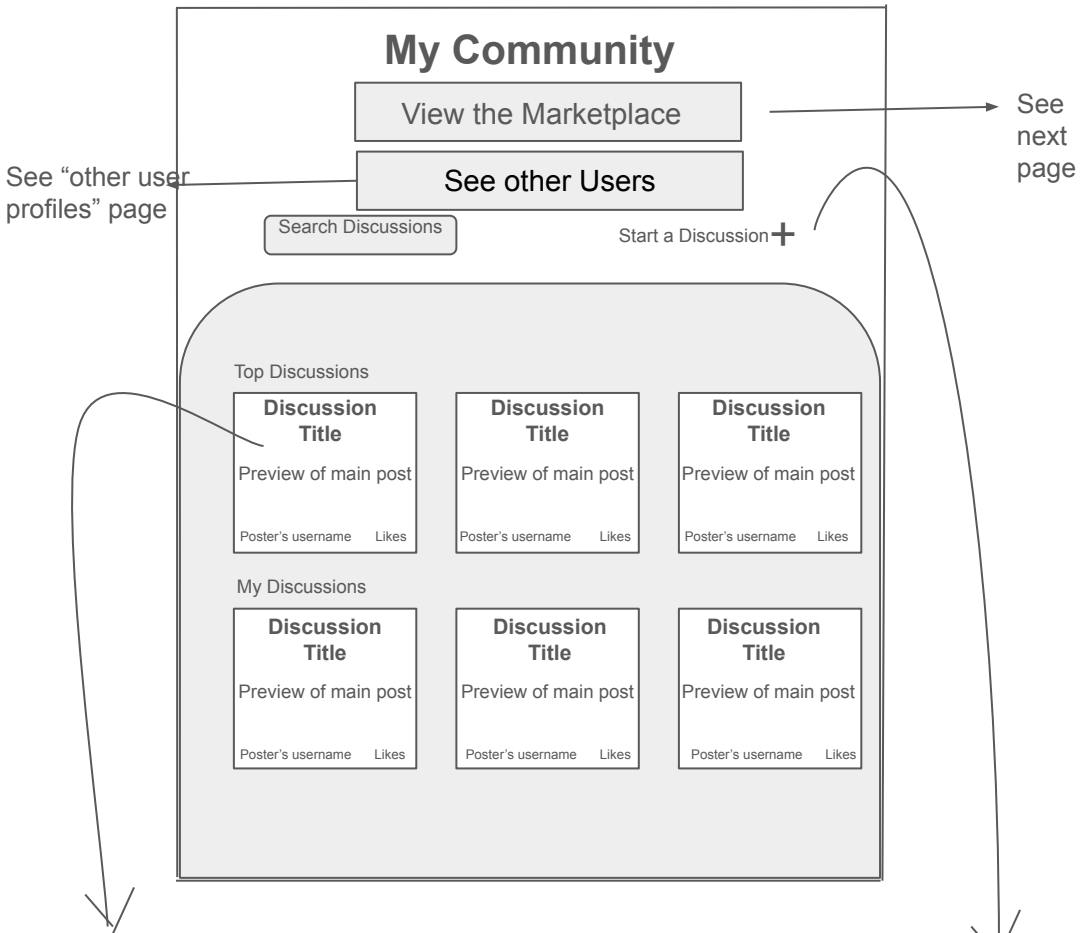 My Community
View the Marketplace
See
next
page
See “other user
profiles” page
See other Users
Search Discussions
Start a Discussion+
Top Discussions
Discussion
Title
Preview of main post
Poster’s username Likes
Discussion
Title
Preview of main post
Poster’s username Likes
Discussion
Title
Preview of main post
Poster’s username Likes
My Discussions
Discussion
Title
Preview of main post
Poster’s username Likes
Discussion
Title
Preview of main post
Poster’s username Likes
Discussion
Title
Preview of main post
Poster’s username Likes